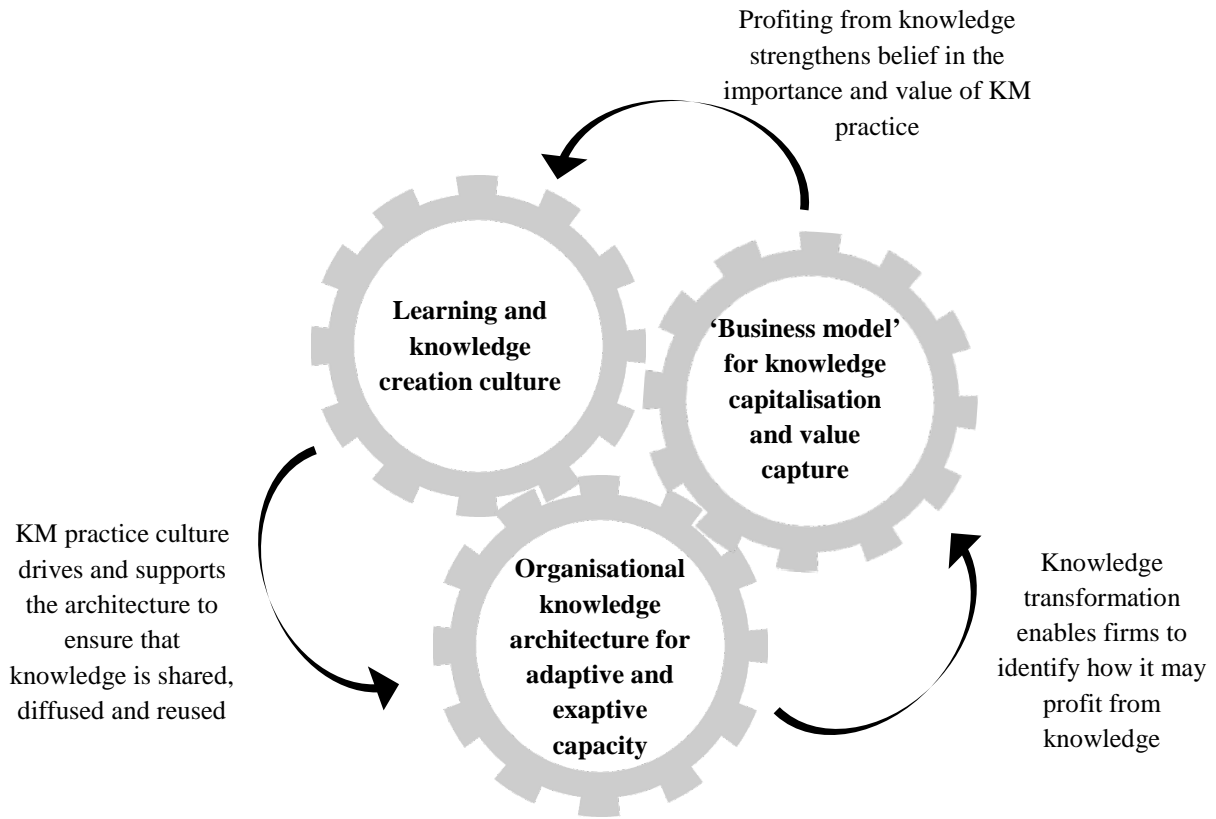 Profiting from knowledge
strengthens belief in the
importance and value of KM
practice
Learning and
knowledge
creation culture
‘Business model’
for knowledge
capitalisation
and value
capture
KM practice culture
drives and supports
the architecture to
ensure that
knowledge is shared,
diffused and reused
Organisational
knowledge
architecture for
adaptive and
exaptive
capacity
Knowledge
transformation
enables firms to
identify how it may
profit from
knowledge